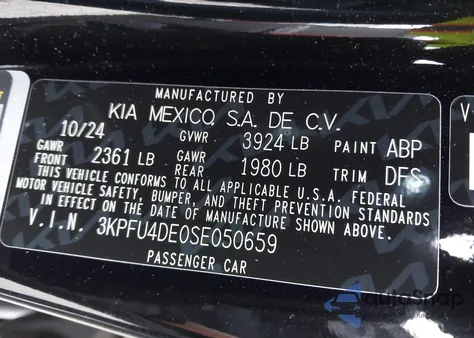 MANUFACTURED BY
KIA MEXICO, S.A. DE C.V.
10/24 GVWR 3924 LB PAINT ABP
GAWR FRONT 2361 LB GAWR REAR 1980 LB TRIM DFS
THIS VEHICLE CONFORMS TO ALL APPLICABLE U.S.A. FEDERAL
MOTOR VEHICLE SAFETY, BUMPER, AND THEFT PREVENTION STANDARDS
IN EFFECT ON THE DATE OF MANUFACTURE SHOWN ABOVE.
V.I.N. 3KPFU4DE0SE050659
PASSENGER CAR
autoSnap